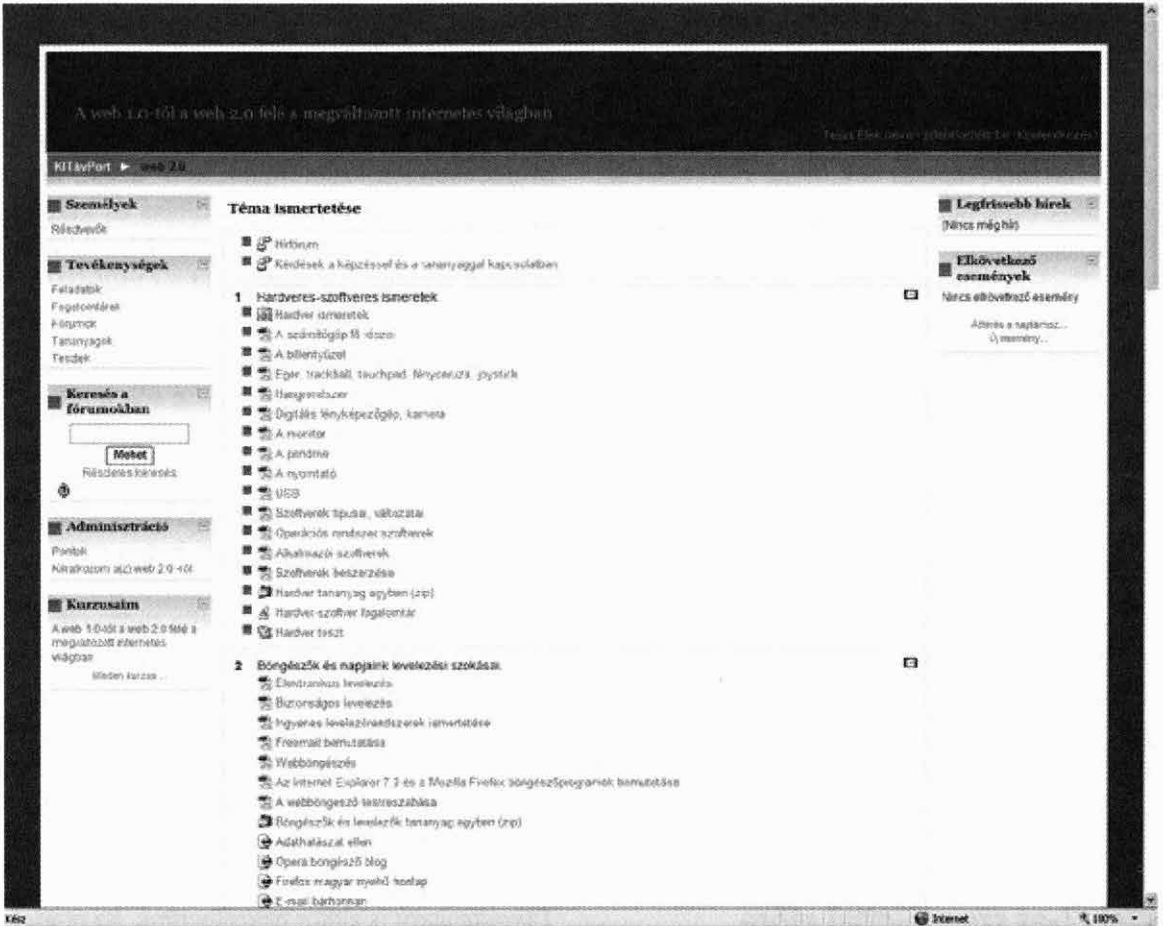 A web 1.0-tól a web 2.0 felé a megváltozott internetes világban
KITávPort ► web 2.0
Személyek
Résztvevők
Tevékenységek
Feladatok
Fogalomtárak
Fórumok
Tananyagok
Tesztek
Keresés a
fórumokban
Mehet
Részletes keresés
Adminisztráció
Pontok
Kiiratkozom a(z) web 2.0 -ról
Kurzusaim
A web 1.0-tól a web 2.0 felé a
megváltozott internetes
világban
Minden kurzus ...
Téma ismertetése
Hírfórum
Kérdések a képzéssel és a tananyaggal kapcsolatban
1 Hardveres-szoftveres ismeretek
Hardver ismeretek
A számítógép fő részei
A billentyűzet
Egér, trackball, touchpad, fényceruza, joystick
Hangrendszer
Digitális fényképezőgép, kamera
A monitor
A pendrive
A nyomtató
USB
Szoftverek típusai, változatai
Operációs rendszer szoftverek
Alkalmazói szoftverek
Szoftverek beszerzése
Hardver tananyag egyben (zip)
Hardver-szoftver fogalomtár
Hardver teszt
2 Böngészők és napjaink levelezési szokásai
Elektronikus levelezés
Biztonságos levelezés
Ingyenes levelezőrendszerek ismertetése
Freemail bemutatása
Webböngészés
Az Internet Explorer 7.0 és a Mozilla Firefox böngészőprogramok bemutatása
A webböngésző testreszabása
Böngészők és levelezők tananyag egyben (zip)
Adathalászat ellen
Opera böngésző blog
Firefox magyar nyelvű honlap
E-mail bárhonnan
Legfrissebb hírek
(Nincs még hír)
Elkövetkező
események
Nincs elkövetkező esemény
Áttérés a naptárhoz...
Új esemény...
Kész
Internet
100%